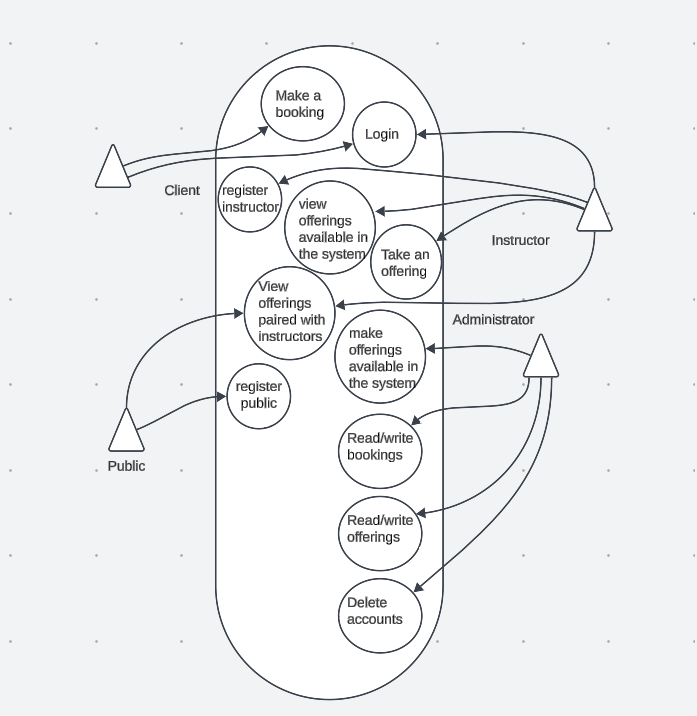 Make a
booking
Login
Client
register
instructor
view
offerings
available in
the system
Instructor
Take an
offering
View
offerings
paired with
instructors
Administrator
make
offerings
available in
the system
register
public
Public
Read/write
bookings
Read/write
offerings
Delete
accounts